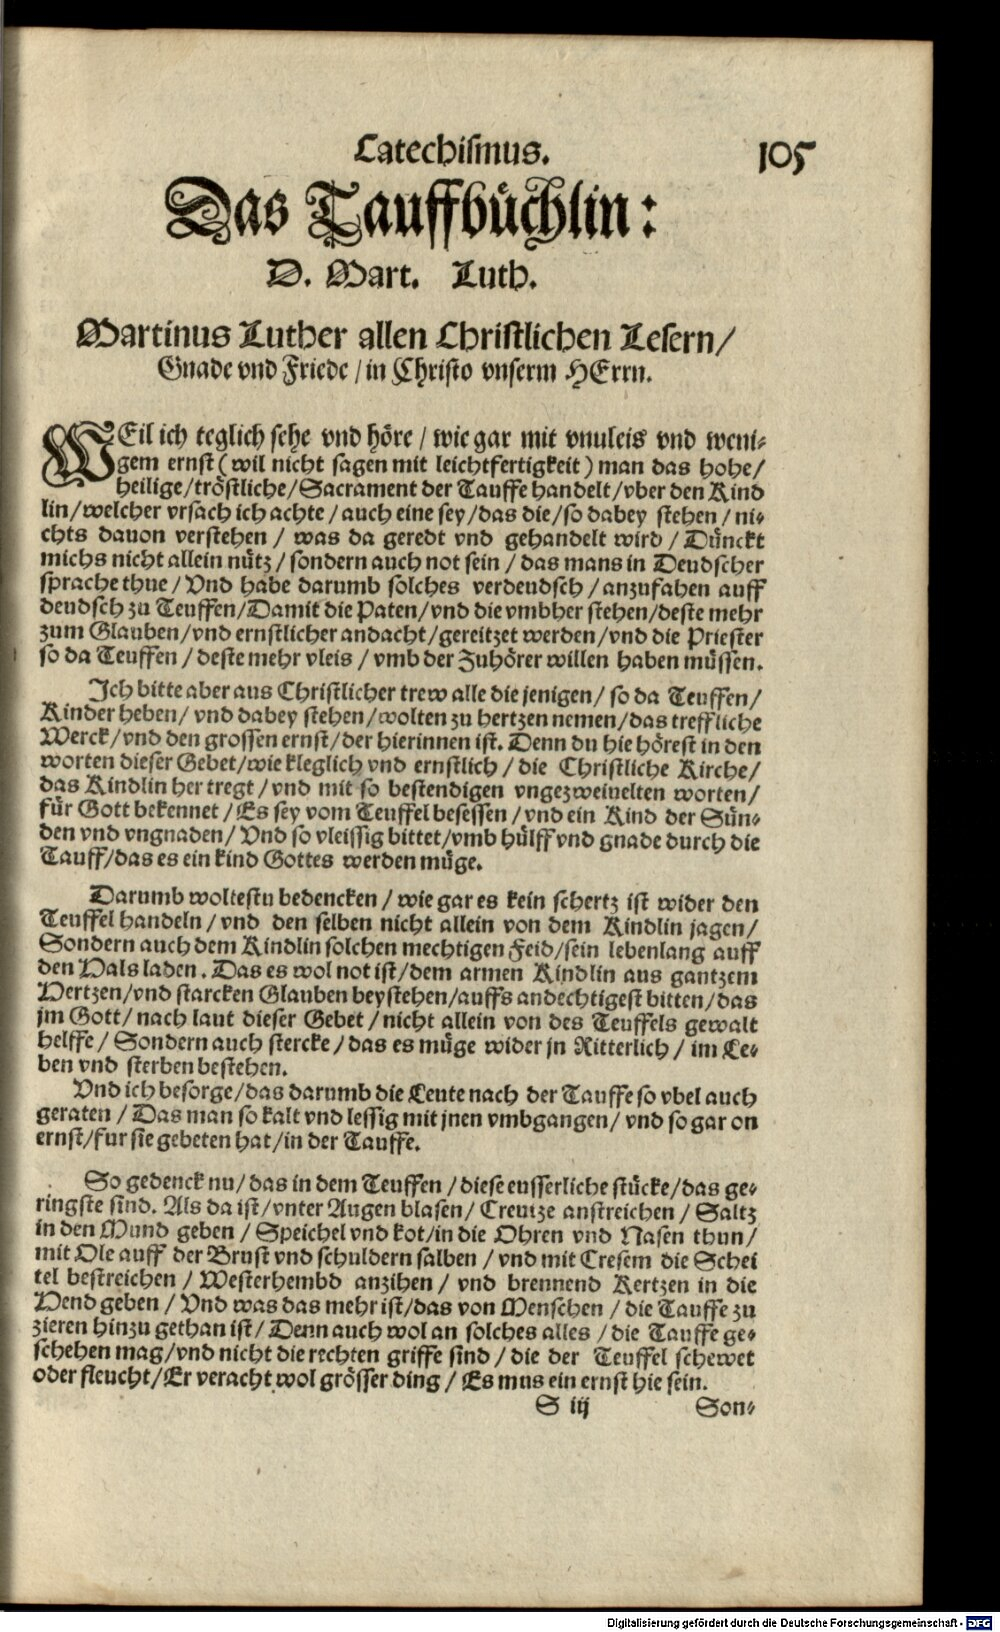 Catechismus. 105
Das Tauffbüchlin:
D. Mart. Luth.
Martinus Luther allen Christlichen Lesern/
Gnade vnd Friede/in Christo vnserm HErrn.
WEil ich teglich sehe vnd höre / wie gar mit vnuleis vnd weni-
gem ernst (wil nicht sagen mit leichtfertigkeit) man das hohe/
heilige/tröstliche/Sacrament der Tauffe handelt/vber den Kind
lin/welcher vrsach ich achte/auch eine sey/das die/so dabey stehen/ni-
chts dauon verstehen / was da geredt vnd gehandelt wird / Dünckt
michs nicht allein nütz/sondern auch not sein/das mans in Deudscher
sprache thue/Vnd habe darumb solches verdeudsch/anzufahen auff
deudsch zu Teuffen/Damit die Paten/vnd die vmbher stehen/deste mehr
zum Glauben/vnd ernstlicher andacht/gereitzet werden/vnd die Priester
so da Teuffen/deste mehr vleis/vmb der Zuhörer willen haben müssen.
Ich bitte aber aus Christlicher trew alle die jenigen/so da Teuffen/
Kinder heben/vnd dabey stehen/wolten zu hertzen nemen/das treffliche
Werck/vnd den grossen ernst/der hierinnen ist. Denn du hie hörest in den
worten dieser Gebet/wie kleglich vnd ernstlich/die Christliche Kirche/
das Kindlin her tregt/vnd mit so bestendigen vngezweiuelten worten/
für Gott bekennet/Es sey vom Teuffel besessen/vnd ein Kind der Sün-
den vnd vngnaden/Vnd so vleissig bittet/vmb hülff vnd gnade durch die
Tauff/das es ein kind Gottes werden müge.
Darumb woltestu bedencken/wie gar es kein schertz ist wider den
Teuffel handeln/vnd den selben nicht allein von dem Kindlin jagen/
Sondern auch dem Kindlin solchen mechtigen Feid/sein lebenlang auff
den Hals laden. Das es wol not ist/dem armen Kindlin aus gantzem
Hertzen/vnd starcken Glauben beystehen/auffs andechtigest bitten/das
jm Gott/nach laut dieser Gebet/nicht allein von des Teuffels gewalt
helffe/Sondern auch stercke/das es müge wider jn Ritterlich/im Le-
ben vnd sterben bestehen.
Vnd ich besorge/das darumb die Leute nach der Tauffe so vbel auch
geraten/Das man so kalt vnd lessig mit jnen vmbgangen/vnd so gar on
ernst/fur sie gebeten hat/in der Tauffe.
So gedenck nu/das in dem Teuffen/diese eusserliche stücke/das ge-
ringste sind. Als da ist/vnter Augen blasen/Creutze anstreichen/Saltz
in den Mund geben/Speichel vnd kot/in die Ohren vnd Nasen thun/
mit Ole auff der Brust vnd schuldern salben/vnd mit Cresem die Schei
tel bestreichen/Westerhembd anzihen/vnd brennend Kertzen in die
Hend geben/Vnd was das mehr ist/das von Menschen/die Tauffe zu
zieren hinzu gethan ist/Denn auch wol an solches alles/die Tauffe ge-
schehen mag/vnd nicht die rechten griffe sind/die der Teuffel schewet
oder fleucht/Er veracht wol grösser ding/Es mus ein ernst hie sein.
S iij Son-
Digitalisierung gefördert durch die Deutsche Forschungsgemeinschaft - DFG